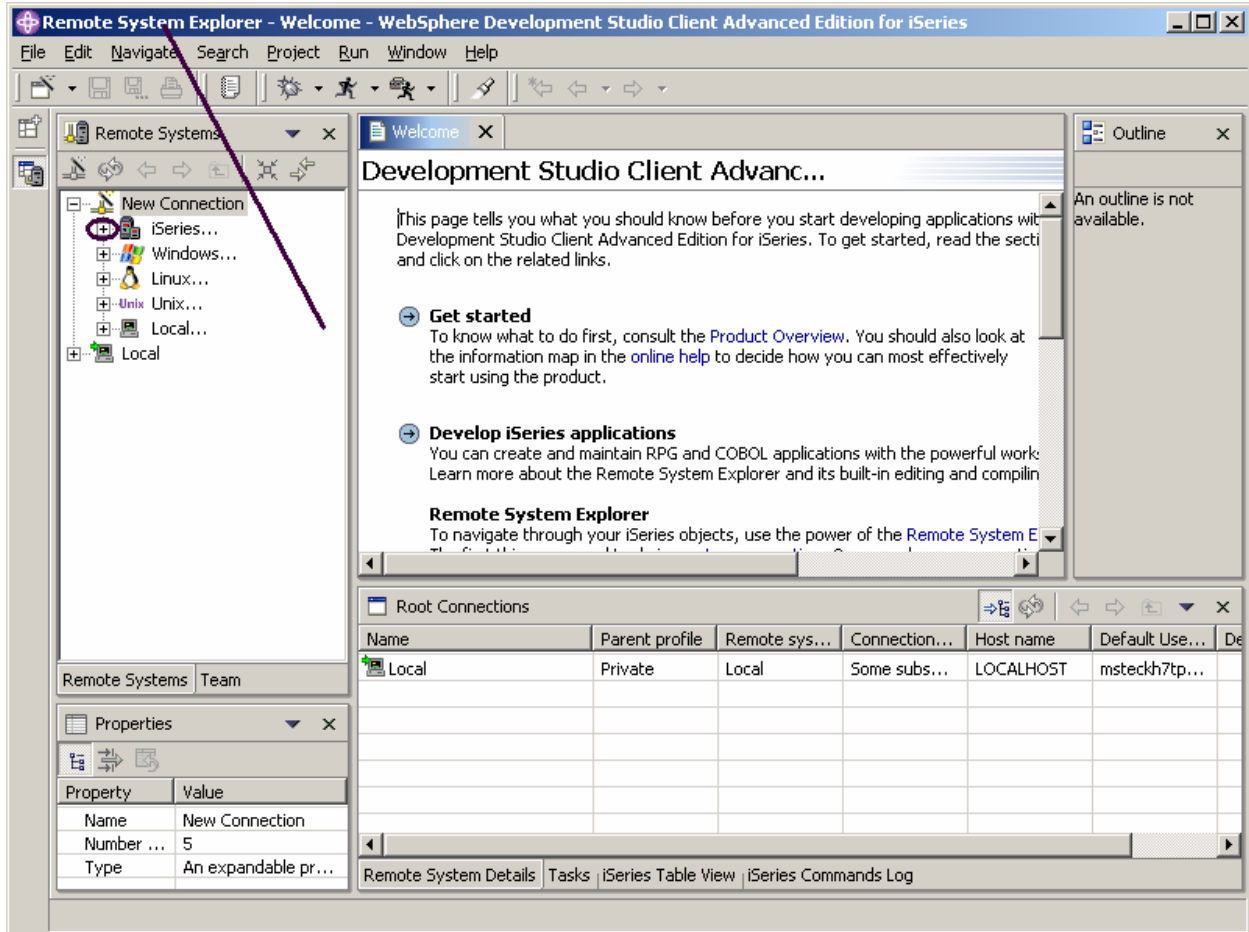 Remote System Explorer - Welcome - WebSphere Development Studio Client Advanced Edition for iSeries
File Edit Navigate Search Project Run Window Help
Remote Systems
New Connection
iSeries...
Windows...
Linux...
Unix Unix...
Local...
Local
Remote Systems Team
Welcome
Development Studio Client Advanc...
This page tells you what you should know before you start developing applications wit
Development Studio Client Advanced Edition for iSeries. To get started, read the secti
and click on the related links.
Get started
To know what to do first, consult the Product Overview. You should also look at
the information map in the online help to decide how you can most effectively
start using the product.
Develop iSeries applications
You can create and maintain RPG and COBOL applications with the powerful work
Learn more about the Remote System Explorer and its built-in editing and compilin
Remote System Explorer
To navigate through your iSeries objects, use the power of the Remote System E
Outline
An outline is not
available.
Properties
Property Value
Name New Connection
Number ... 5
Type An expandable pr...
Root Connections
Name Parent profile Remote sys... Connection... Host name Default Use... De
Local Private Local Some subs... LOCALHOST msteckh7tp...
Remote System Details Tasks iSeries Table View iSeries Commands Log